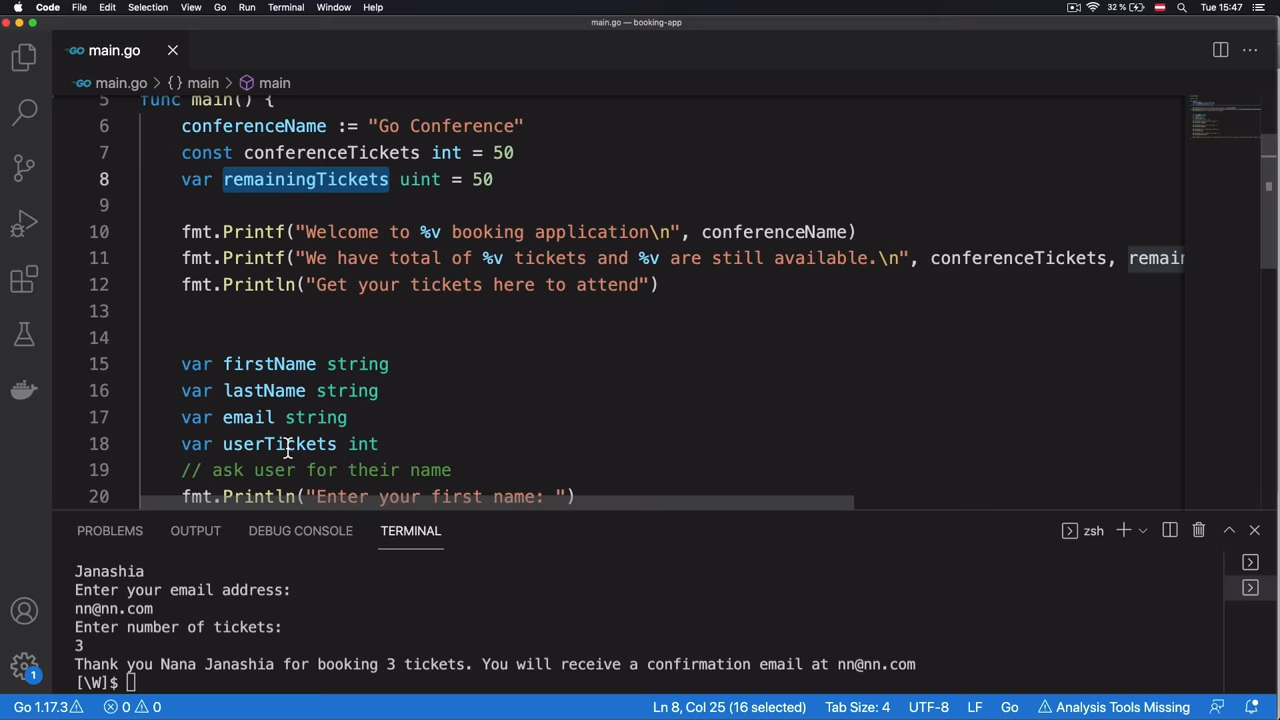 Code File Edit Selection View Go Run Terminal Window Help 32 % Tue 15:47
main.go — booking-app
GO main.go
GO main.go > {} main > main
5 func main() {
6 conferenceName := "Go Conference"
7 const conferenceTickets int = 50
8 var remainingTickets uint = 50
9
10 fmt.Printf("Welcome to %v booking application\n", conferenceName)
11 fmt.Printf("We have total of %v tickets and %v are still available.\n", conferenceTickets, remain
12 fmt.Println("Get your tickets here to attend")
13
14
15 var firstName string
16 var lastName string
17 var email string
18 var userTickets int
19 // ask user for their name
20 fmt.Println("Enter your first name: ")
PROBLEMS OUTPUT DEBUG CONSOLE TERMINAL zsh
Janashia
Enter your email address:
nn@nn.com
Enter number of tickets:
3
Thank you Nana Janashia for booking 3 tickets. You will receive a confirmation email at nn@nn.com
[\W]$
1
Go 1.17.3 0 0 Ln 8, Col 25 (16 selected) Tab Size: 4 UTF-8 LF Go Analysis Tools Missing